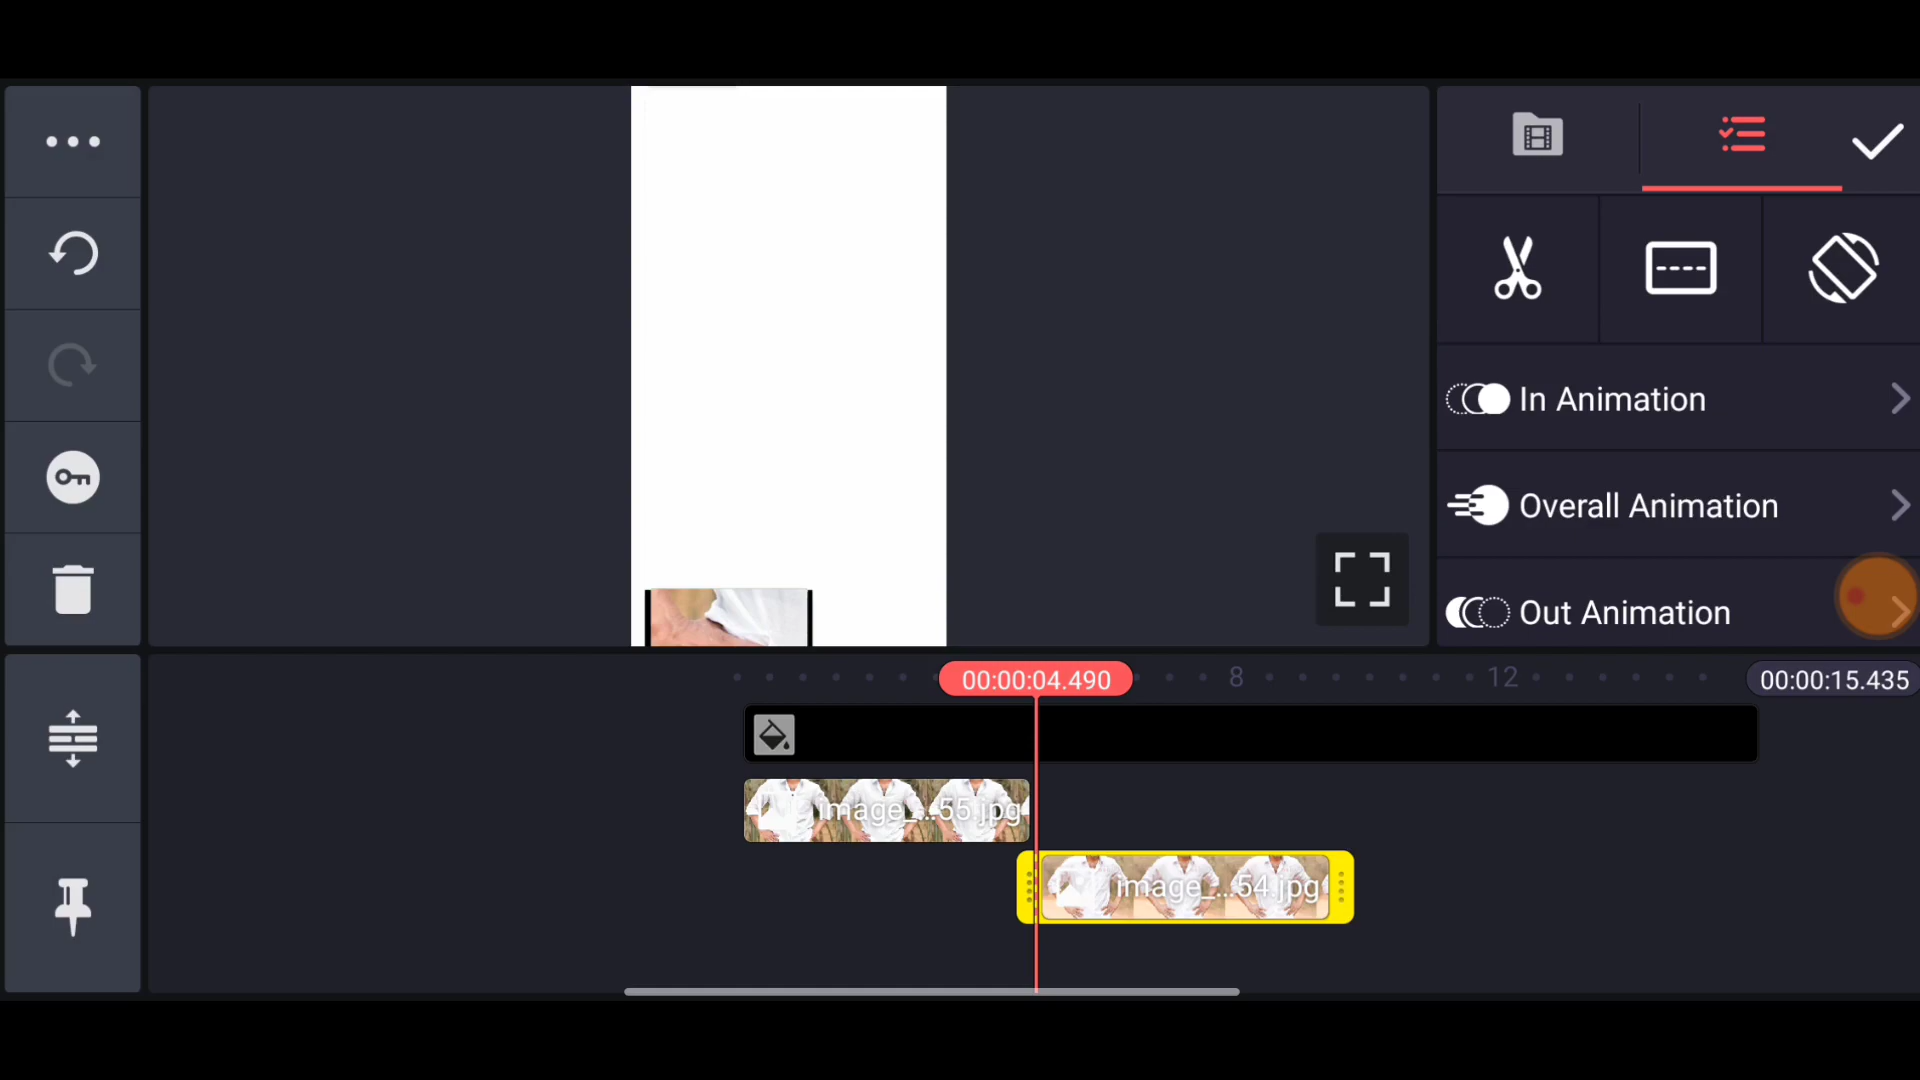 In Animation
Overall Animation
Out Animation
00:00:04.490
8
12
00:00:15.435
image_...55.jpg
image_...54.jpg